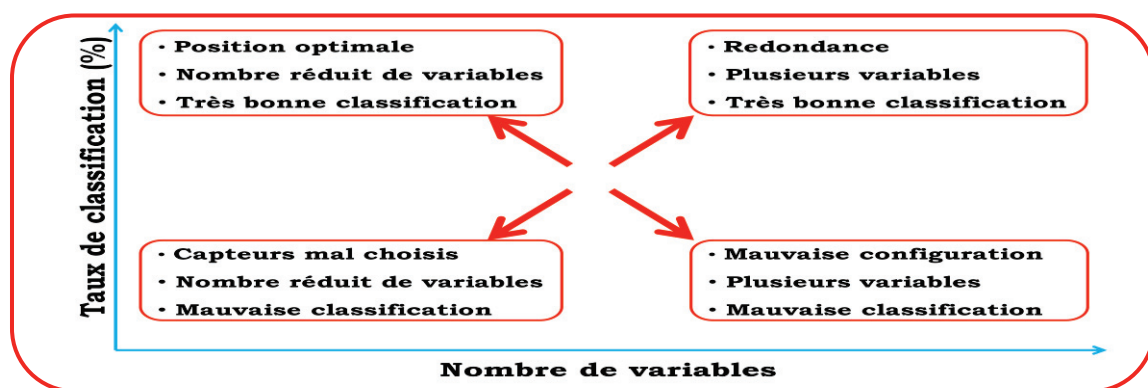 Taux de classification (%)
• Position optimale
• Nombre réduit de variables
• Très bonne classification
• Redondance
• Plusieurs variables
• Très bonne classification
• Capteurs mal choisis
• Nombre réduit de variables
• Mauvaise classification
• Mauvaise configuration
• Plusieurs variables
• Mauvaise classification
Nombre de variables